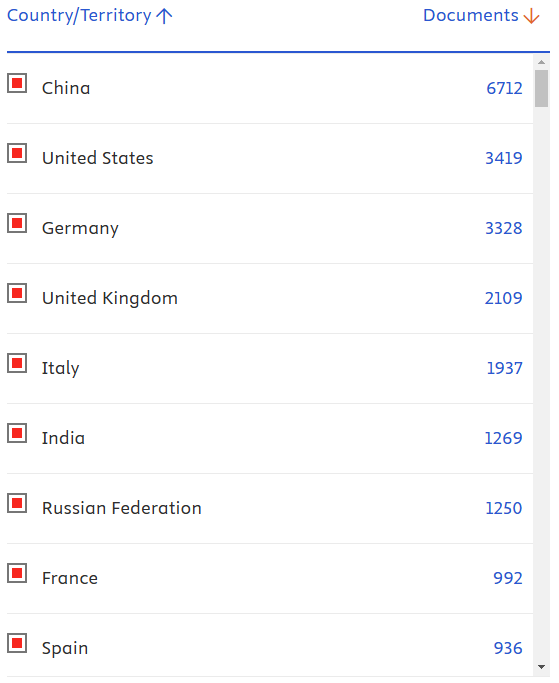 Country/Territory Documents
China 6712
United States 3419
Germany 3328
United Kingdom 2109
Italy 1937
India 1269
Russian Federation 1250
France 992
Spain 936